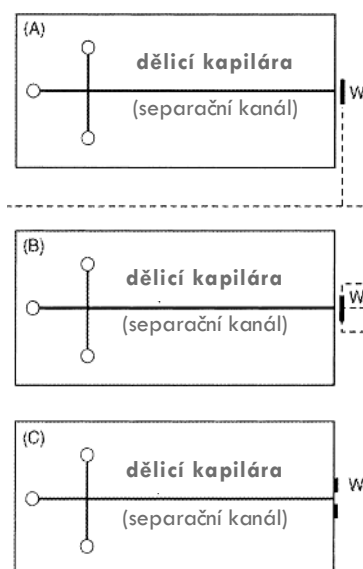 (A)
dělicí kapilára
(separační kanál)
W
(B)
dělicí kapilára
(separační kanál)
W
(C)
dělicí kapilára
(separační kanál)
W